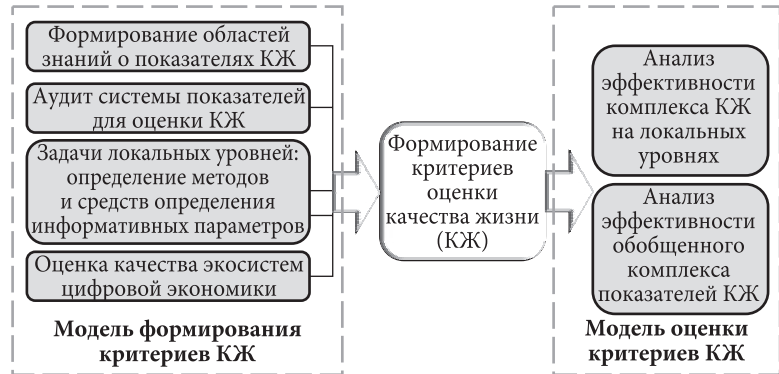 Формирование областей
знаний о показателях КЖ
Аудит системы показателей
для оценки КЖ
Задачи локальных уровней:
определение методов
и средств определения
информативных параметров
Оценка качества экосистем
цифровой экономики
Модель формирования
критериев КЖ
Формирование
критериев
оценки
качества жизни
(КЖ)
Анализ
эффективности
комплекса КЖ
на локальных
уровнях
Анализ
эффективности
обобщенного
комплекса
показателей КЖ
Модель оценки
критериев КЖ